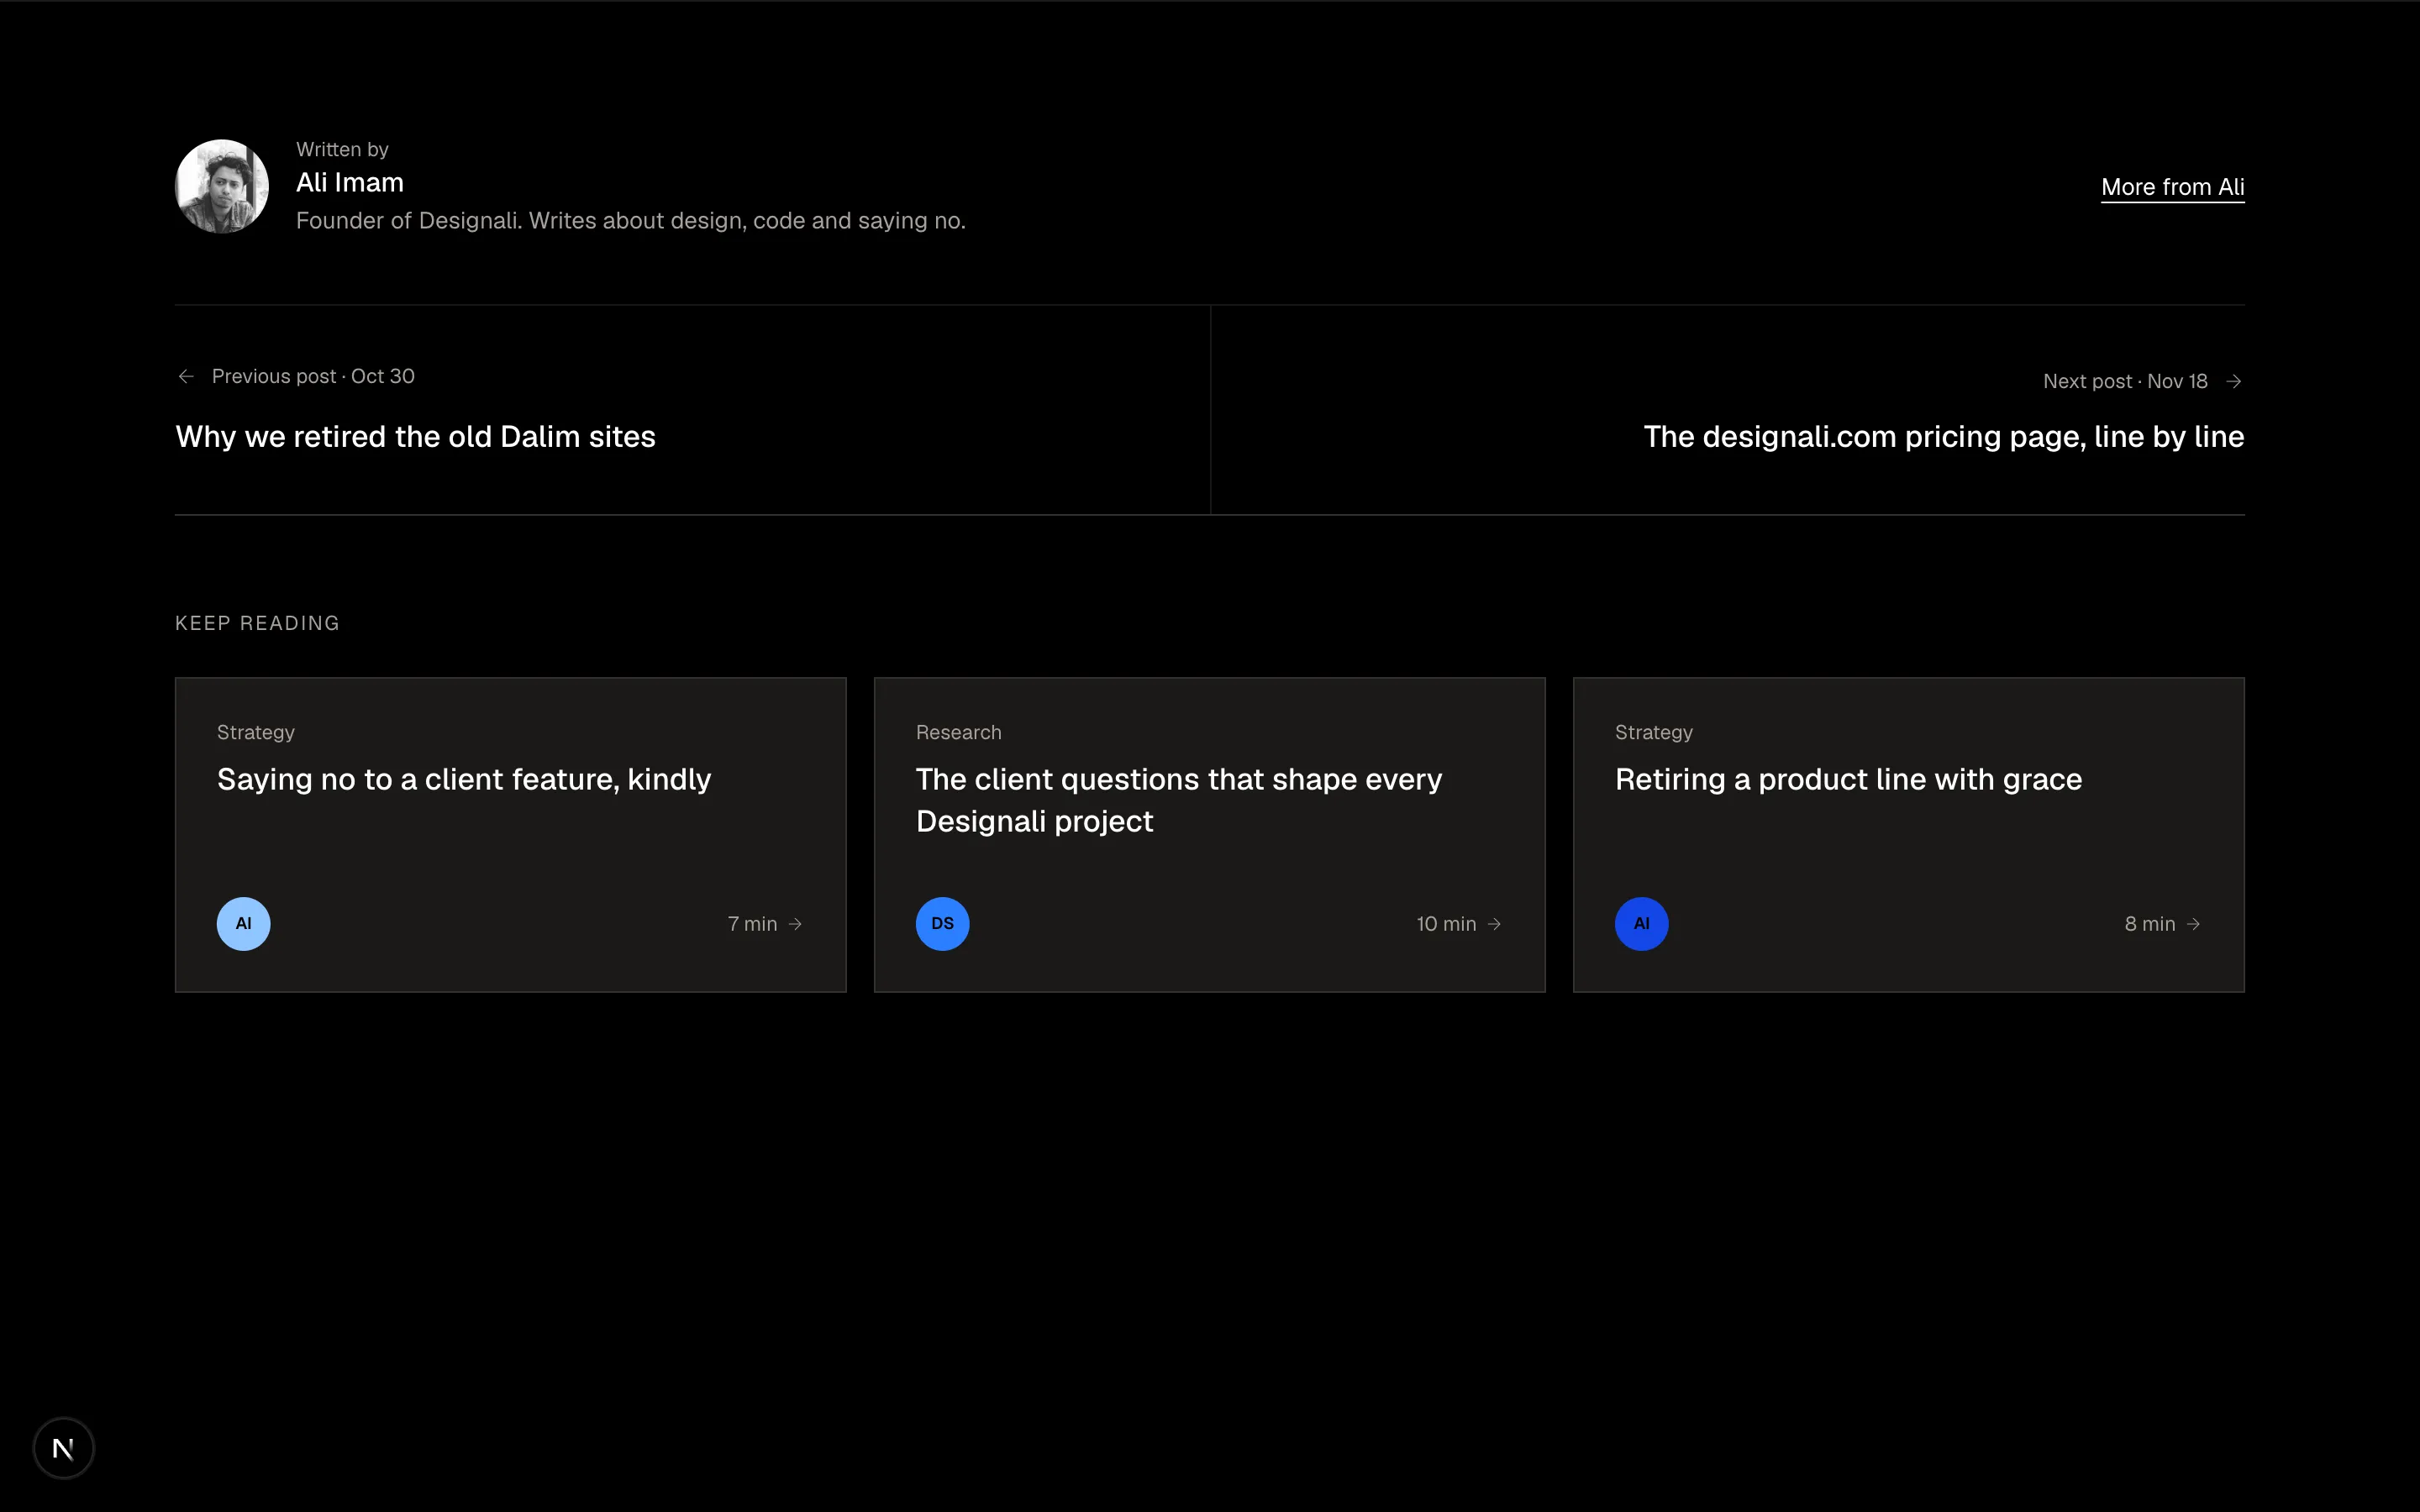 Written by
Ali Imam
Founder of Designali. Writes about design, code and saying no.
More from Ali
← Previous post · Oct 30
Why we retired the old Dalim sites
Next post · Nov 18 →
The designali.com pricing page, line by line
KEEP READING
Strategy
Saying no to a client feature, kindly
AI
7 min →
Research
The client questions that shape every
Designali project
DS
10 min →
Strategy
Retiring a product line with grace
AI
8 min →
N